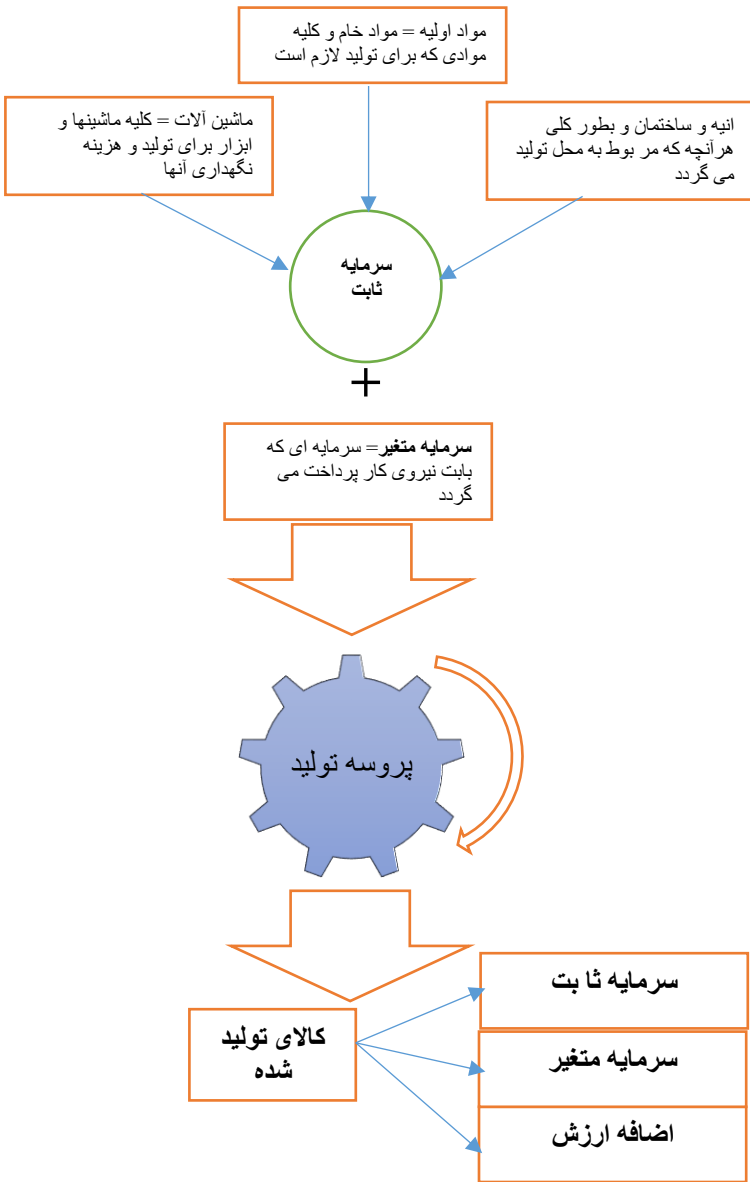 مواد اولیه = مواد خام و کلیه
موادی که برای تولید لازم است
انیه و ساختمان و بطور کلی
هرآنچه که مر بوط به محل تولید
می گردد
ماشین آلات = کلیه ماشینها و
ابزار برای تولید و هزینه
نگهداری آنها
سرمایه
ثابت
+
سرمایه متغیر= سرمایه ای که
بابت نیروی کار پرداخت می
گردد
پروسه تولید
کالای تولید
شده
سرمایه ثا بت
سرمایه متغیر
اضافه ارزش